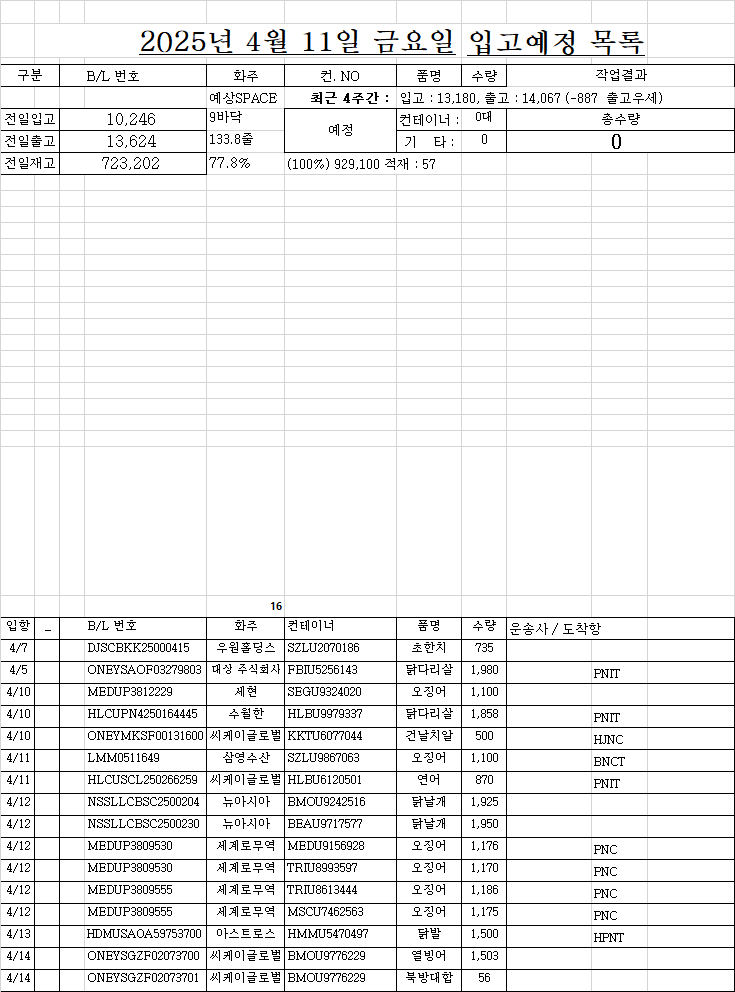 2025년 4월 11일 금요일 입고예정 목록
구분 B/L 번호 화주 컨. NO 품명 수량 작업결과
예상SPACE 최근 4주간 : 입고 : 13,180, 출고 : 14,067 (-887 출고우세)
전일입고 10,246 9바닥 예정 컨테이너 : 0대 총수량
전일출고 13,624 133.8줄 기 타 : 0 0
전일재고 723,202 77.8% (100%) 929,100 적재 : 57
16
입항 _ B/L 번호 화주 컨테이너 품명 수량 운송사 / 도착항
4/7 DJSCBKK25000415 우원홀딩스 SZLU2070186 초한치 735
4/5 ONEYSAOF03279803 대상 주식회사 FBIU5256143 닭다리살 1,980 PNIT
4/10 MEDUP3812229 세현 SEGU9324020 오징어 1,100
4/10 HLCUPN4250164445 수월한 HLBU9979337 닭다리살 1,858 PNIT
4/10 ONEYMKSF00131600 씨케이글로벌 KKTU6077044 건날치알 500 HJNC
4/11 LMM0511649 삼영수산 SZLU9867063 오징어 1,100 BNCT
4/11 HLCUSCL250266259 씨케이글로벌 HLBU6120501 연어 870 PNIT
4/12 NSSLLCBSC2500204 뉴아시아 BMOU9242516 닭날개 1,925
4/12 NSSLLCBSC2500230 뉴아시아 BEAU9717577 닭날개 1,950
4/12 MEDUP3809530 세계로무역 MEDU9156928 오징어 1,176 PNC
4/12 MEDUP3809530 세계로무역 TRIU8993597 오징어 1,170 PNC
4/12 MEDUP3809555 세계로무역 TRIU8613444 오징어 1,186 PNC
4/12 MEDUP3809555 세계로무역 MSCU7462563 오징어 1,175 PNC
4/13 HDMUSAOA59753700 아스트로스 HMMU5470497 닭발 1,500 HPNT
4/14 ONEYSGZF02073700 씨케이글로벌 BMOU9776229 열빙어 1,503
4/14 ONEYSGZF02073701 씨케이글로벌 BMOU9776229 북방대합 56